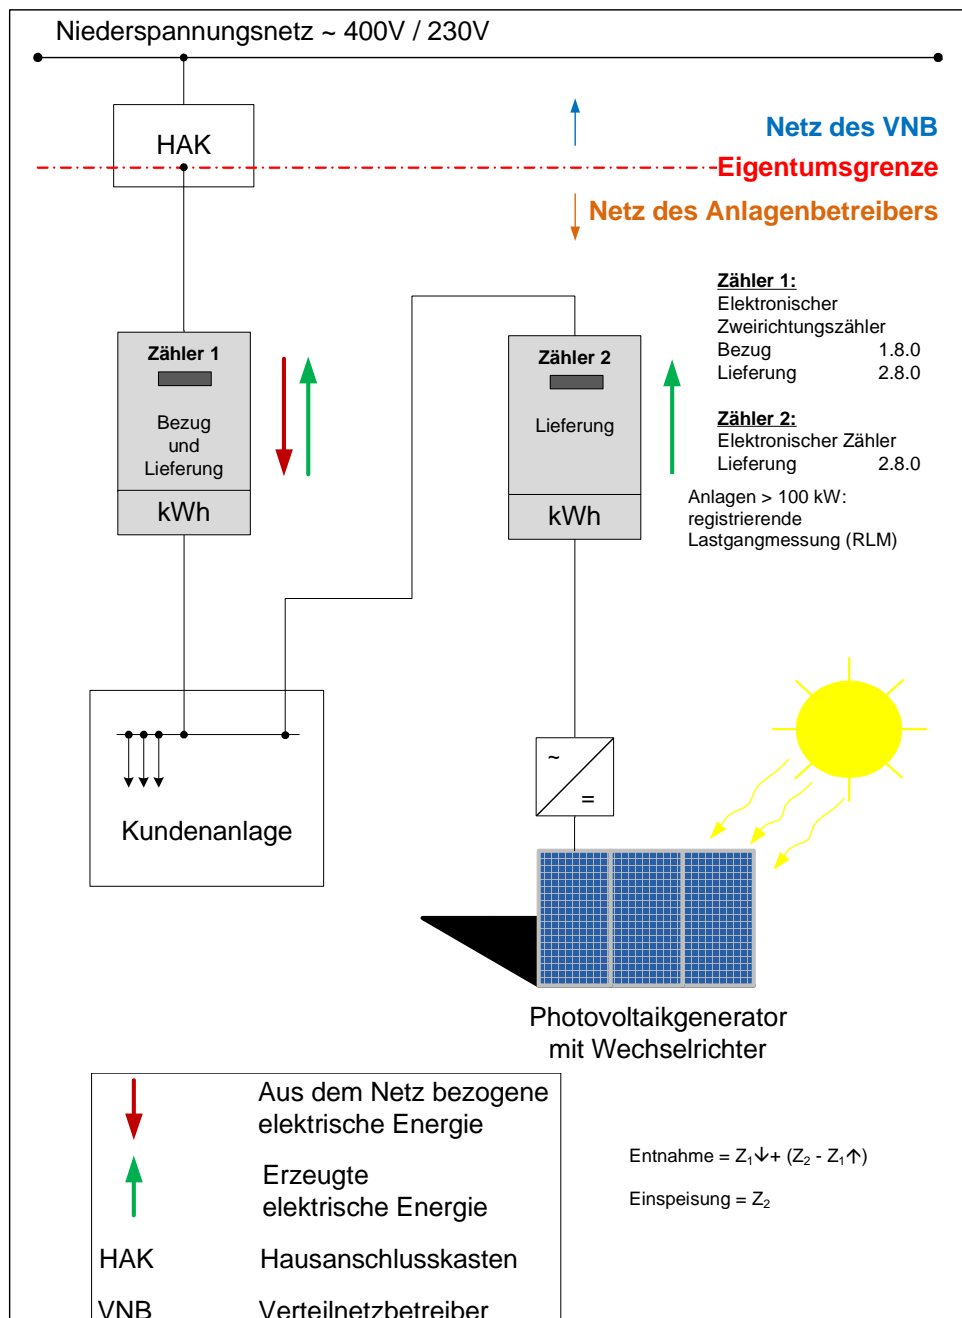 Niederspannungsnetz ~ 400V / 230V
HAK
Netz des VNB
Eigentumsgrenze
Netz des Anlagenbetreibers
Zähler 1
Bezug
und
Lieferung
kWh
Zähler 2
Lieferung
kWh
Zähler 1:
Elektronischer
Zweirichtungszähler
Bezug 1.8.0
Lieferung 2.8.0
Zähler 2:
Elektronischer Zähler
Lieferung 2.8.0
Anlagen > 100 kW:
registrierende
Lastgangmessung (RLM)
~
=
Kundenanlage
Photovoltaikgenerator
mit Wechselrichter
Aus dem Netz bezogene
elektrische Energie
Erzeugte
elektrische Energie
HAK Hausanschlusskasten
VNB Verteilnetzbetreiber
Entnahme = Z₁↓+ (Z₂ - Z₁↑)
Einspeisung = Z₂